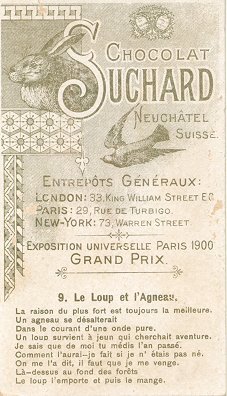 CHOCOLAT
SUCHARD
NEUCHÂTEL
SUISSE.
ENTREPÔTS GÉNÉRAUX:
LONDON: 33, KING WILLIAM STREET E.C.
PARIS: 29, RUE DE TURBIGO.
NEW-YORK: 73, WARREN STREET
EXPOSITION UNIVERSELLE PARIS 1900
GRAND PRIX.
9. Le Loup et l'Agneau.
La raison du plus fort est toujours la meilleure.
Un agneau se désalterait
Dans le courant d'une onde pure.
Un loup survient à jeun qui cherchait aventure.
Je sais que de moi tu médis l'an passé.
Comment l'aurai-je fait si je n' étais pas né.
On me l'a dit, il faut que je me venge.
Là-dessus au fond des forêts
Le loup l'emporte et puis le mange.